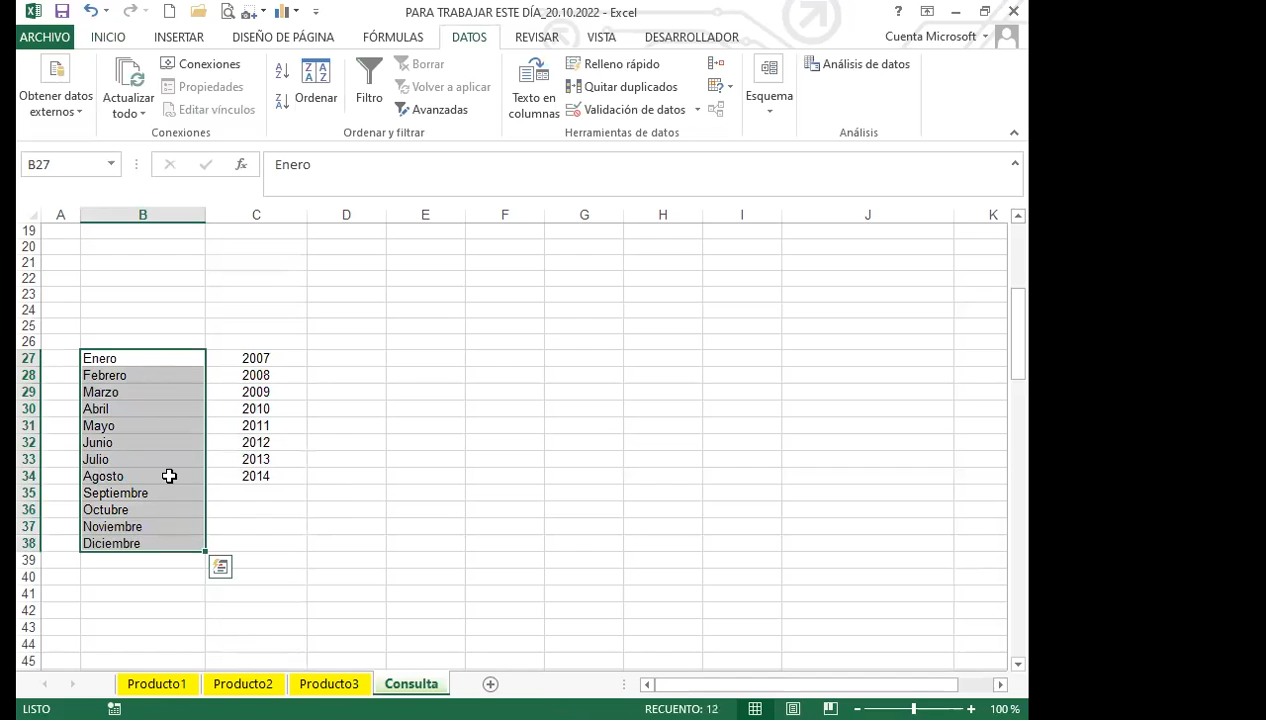 PARA TRABAJAR ESTE DÍA_20.10.2022 - Excel
?
ARCHIVO INICIO INSERTAR DISEÑO DE PÁGINA FÓRMULAS DATOS REVISAR VISTA DESARROLLADOR Cuenta Microsoft
Obtener datos externos
Actualizar todo
Conexiones
Propiedades
Editar vínculos
Conexiones
Ordenar
Filtro
Borrar
Volver a aplicar
Avanzadas
Ordenar y filtrar
Texto en columnas
Relleno rápido
Quitar duplicados
Validación de datos
Herramientas de datos
Esquema
Análisis de datos
Análisis
B27 fx Enero
A B C D E F G H I J K
19
20
21
22
23
24
25
26
27 Enero 2007
28 Febrero 2008
29 Marzo 2009
30 Abril 2010
31 Mayo 2011
32 Junio 2012
33 Julio 2013
34 Agosto 2014
35 Septiembre
36 Octubre
37 Noviembre
38 Diciembre
39
40
41
42
43
44
45
Producto1 Producto2 Producto3 Consulta
LISTO RECUENTO: 12 100 %